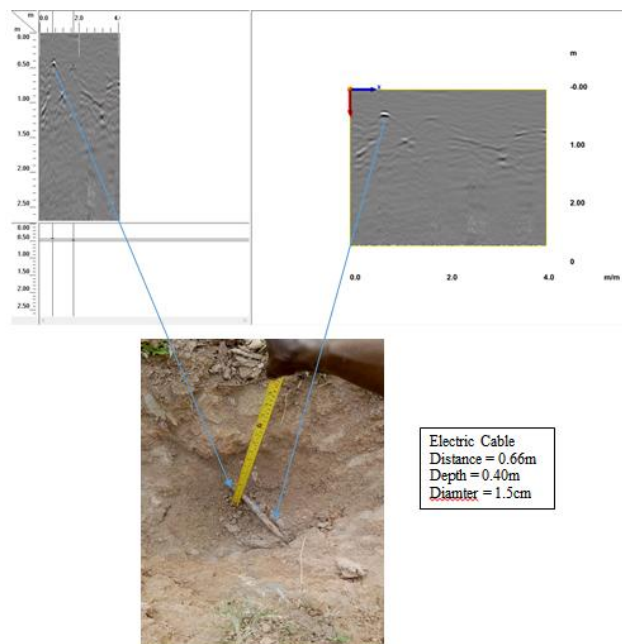 m
0.0 2.0 4.
m
0.00
0.50
1.00
1.50
2.00
2.50
0.00
0.50
1.00
1.50
2.00
2.50
x
m
-0.00
1.00
2.00
0
0.0 2.0 4.0 m/m
Electric Cable
Distance = 0.66m
Depth = 0.40m
Diamter = 1.5cm